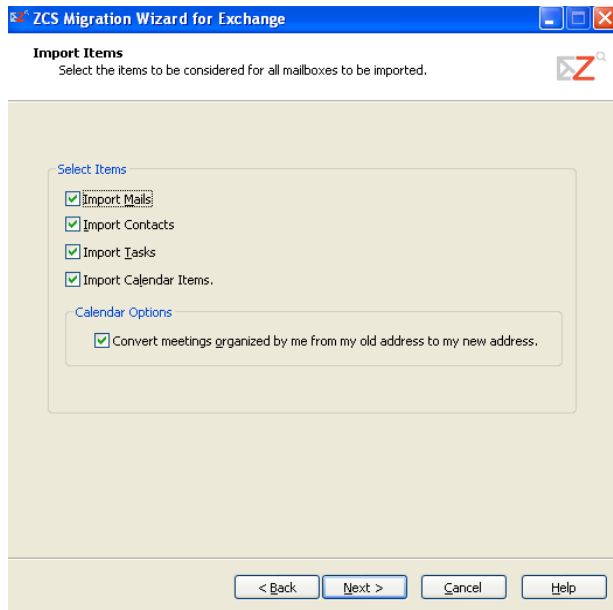 ZCS Migration Wizard for Exchange
Import Items
Select the items to be considered for all mailboxes to be imported.
Select Items
Import Mails
Import Contacts
Import Tasks
Import Calendar Items.
Calendar Options
Convert meetings organized by me from my old address to my new address.
< Back Next > Cancel Help